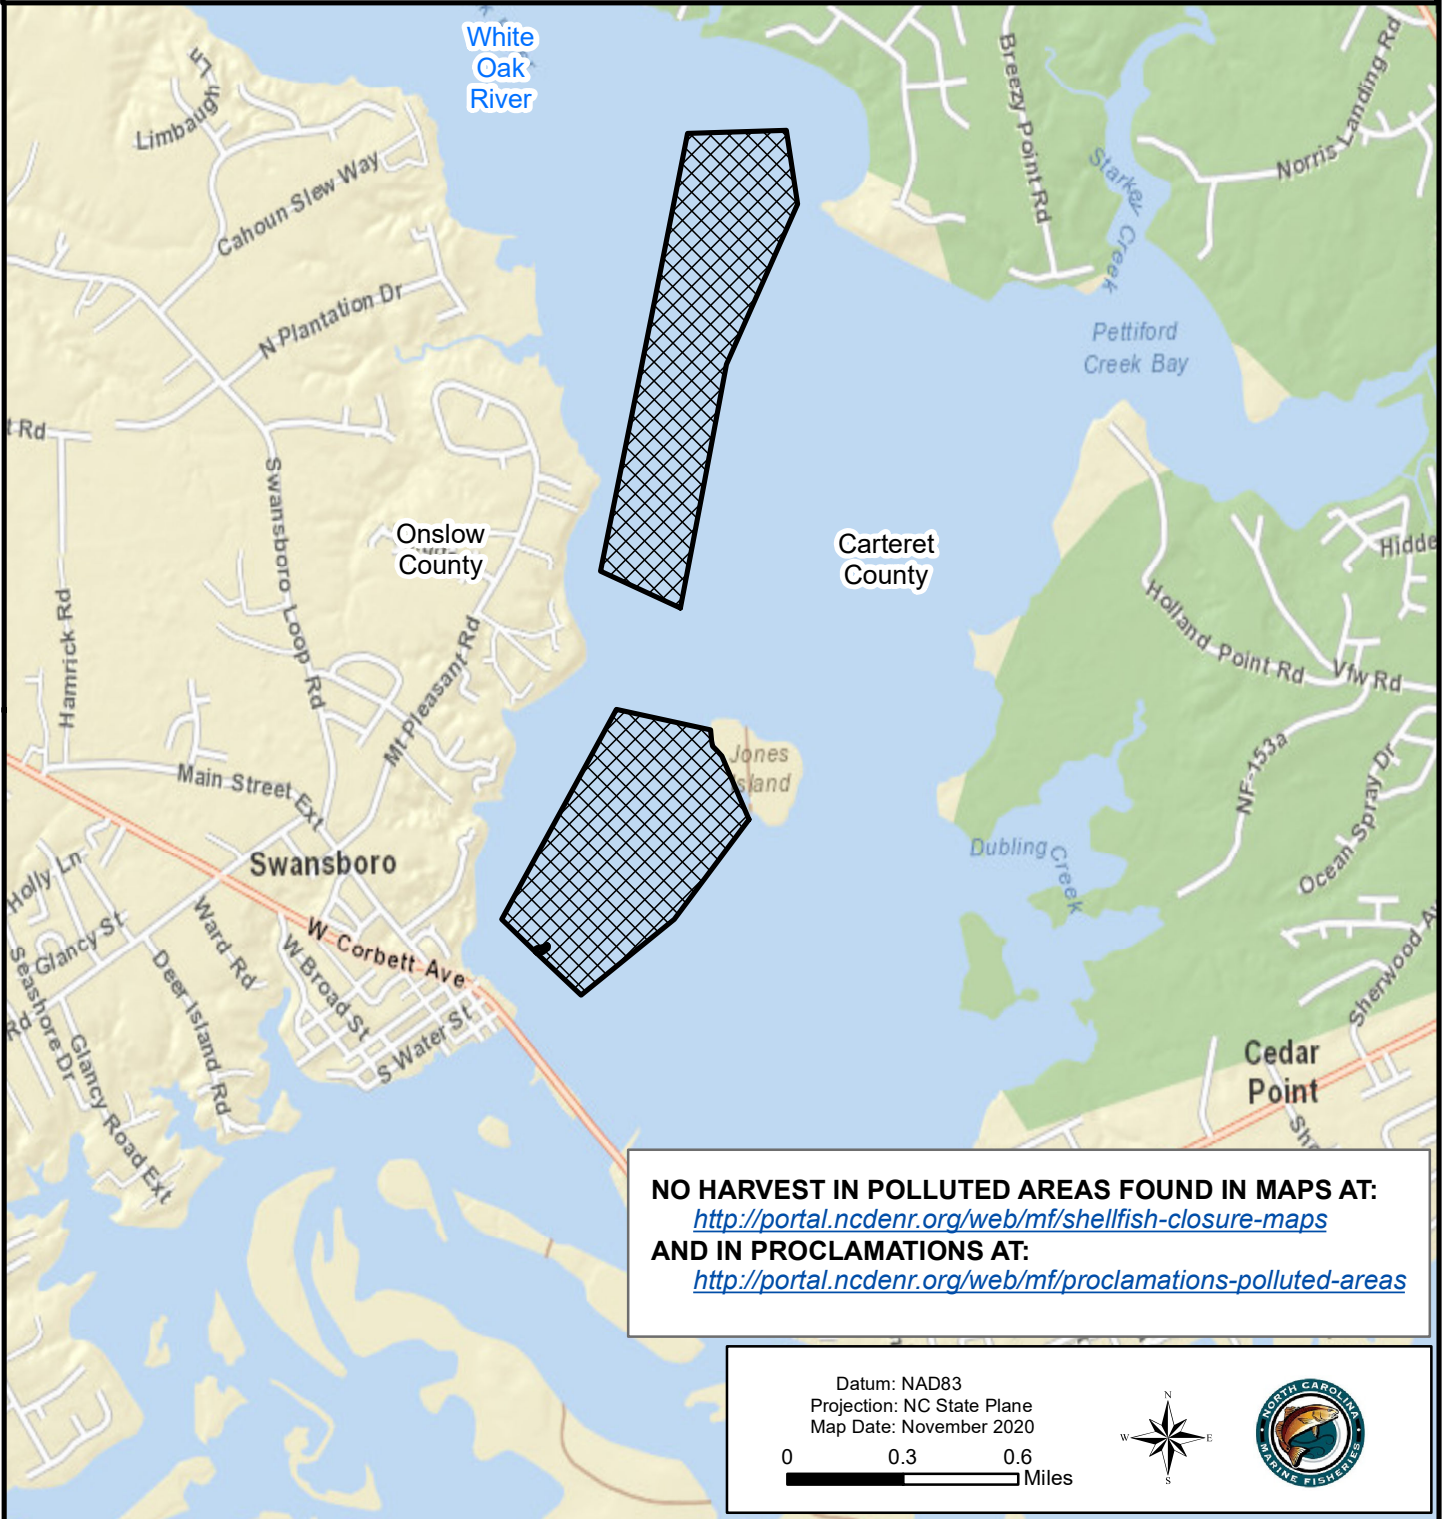 White
Oak
River
Limbaugh Ln
Cahoun Slew Way
N Plantation Dr
Breezy Point Rd
Norris Landing Rd
Starkey Creek
Pettiford
Creek Bay
t Rd
Swansboro Loop Rd
Hamrick Rd
Onslow
County
Carteret
County
Mt Pleasant Rd
Holland Point Rd
Vfw Rd
Hidde
Main Street Ext
Jones
Island
NF-153a
Ocean Spray Dr
Swansboro
Dubling Creek
Holly Ln
Glancy St
Ward Rd
W Corbett Ave
W Broad St
Deer Island Rd
Seashore Dr
Rd
Glancy Road Ext
S Water St
Sherwood Av
Cedar
Point
Sh
NO HARVEST IN POLLUTED AREAS FOUND IN MAPS AT:
http://portal.ncdenr.org/web/mf/shellfish-closure-maps
AND IN PROCLAMATIONS AT:
http://portal.ncdenr.org/web/mf/proclamations-polluted-areas
Datum: NAD83
Projection: NC State Plane
Map Date: November 2020
0 0.3 0.6
Miles
N
W E
S
NORTH CAROLINA
MARINE FISHERIES